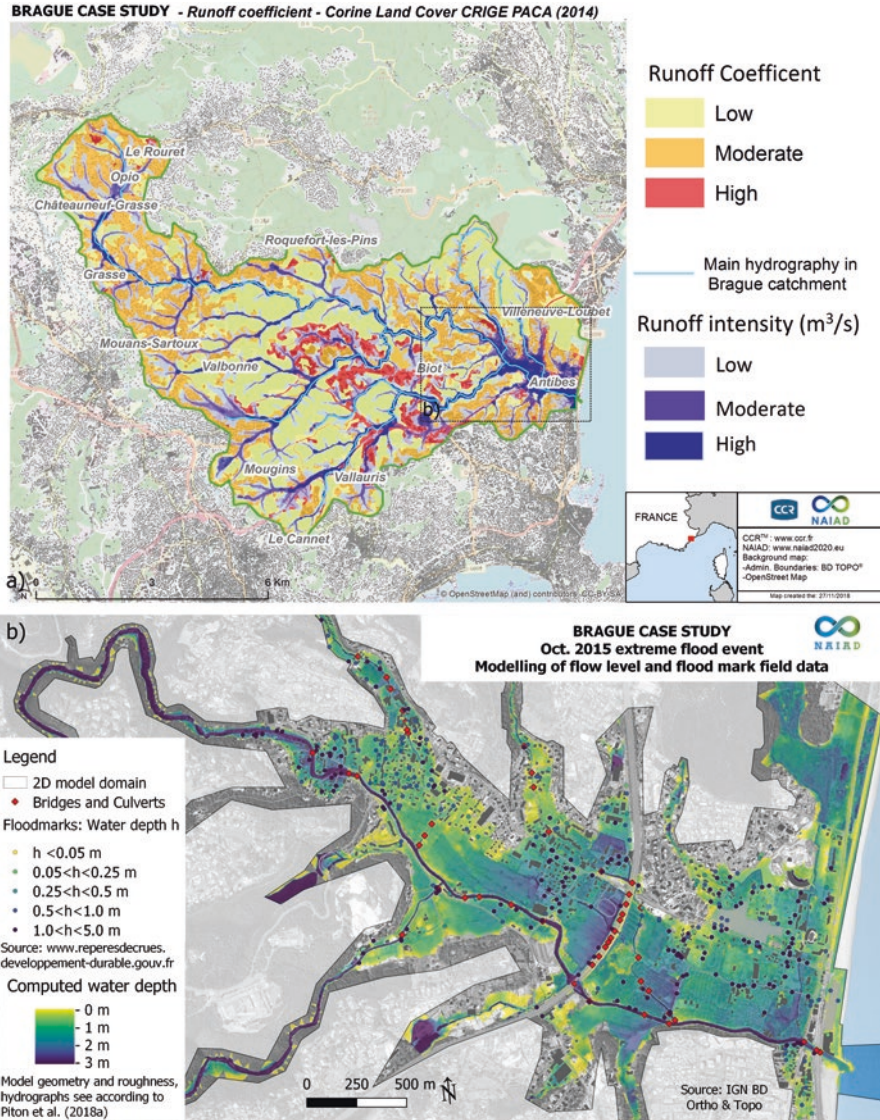 BRAGUE CASE STUDY - Runoff coefficient - Corine Land Cover CRIGE PACA (2014)
Runoff Coefficent
Low
Moderate
High
Main hydrography in
Brague catchment
Runoff intensity (m³/s)
Low
Moderate
High
Le Rouret
Opio
Châteauneuf-Grasse
Roquefort-les-Pins
Grasse
Villeneuve-Loubet
Mouans-Sartoux
Valbonne
Biot
Antibes
b)
Mougins
Vallauris
Le Cannet
a)
N
0 3 6 Km
© OpenStreetMap (and) contributors, CC-BY-SA
FRANCE
CCR
NAIAD
CCR™ : www.ccr.fr
NAIAD: www.naiad2020.eu
Background map:
-Admin. Boundaries: BD TOPO®
-OpenStreet Map
Map created the: 27/11/2018
b)
BRAGUE CASE STUDY
Oct. 2015 extreme flood event
Modelling of flow level and flood mark field data
NAIAD
Legend
2D model domain
Bridges and Culverts
Floodmarks: Water depth h
h <0.05 m
0.05<h<0.25 m
0.25<h<0.5 m
0.5<h<1.0 m
1.0<h<5.0 m
Source: www.reperesdecrues.
developpement-durable.gouv.fr
Computed water depth
0 m
1 m
2 m
3 m
Model geometry and roughness,
hydrographs see according to
Piton et al. (2018a)
0 250 500 m
N
Source: IGN BD
Ortho & Topo